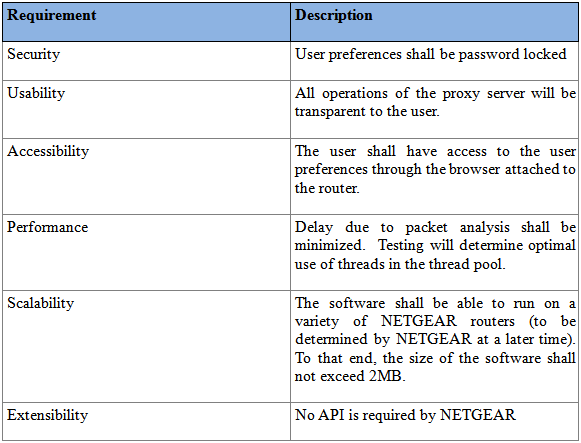 Requirement Description
Security User preferences shall be password locked
Usability All operations of the proxy server will be
transparent to the user.
Accessibility The user shall have access to the user
preferences through the browser attached to
the router.
Performance Delay due to packet analysis shall be
minimized. Testing will determine optimal
use of threads in the thread pool.
Scalability The software shall be able to run on a
variety of NETGEAR routers (to be
determined by NETGEAR at a later time).
To that end, the size of the software shall
not exceed 2MB.
Extensibility No API is required by NETGEAR